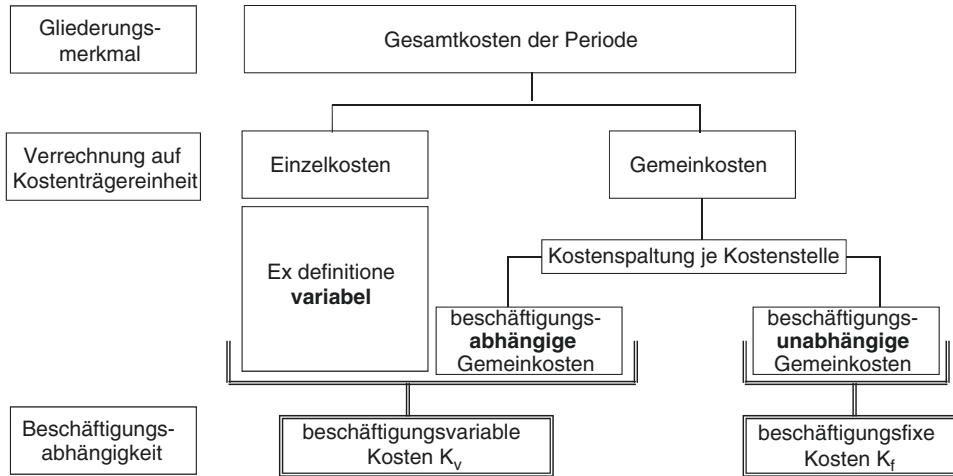 Gliederungs-
merkmal
Gesamtkosten der Periode
Verrechnung auf
Kostenträgereinheit
Einzelkosten
Gemeinkosten
Ex definitione
variabel
Kostenspaltung je Kostenstelle
beschäftigungs-
abhängige
Gemeinkosten
beschäftigungs-
unabhängige
Gemeinkosten
Beschäftigungs-
abhängigkeit
beschäftigungsvariable
Kosten Kv
beschäftigungsfixe
Kosten Kf